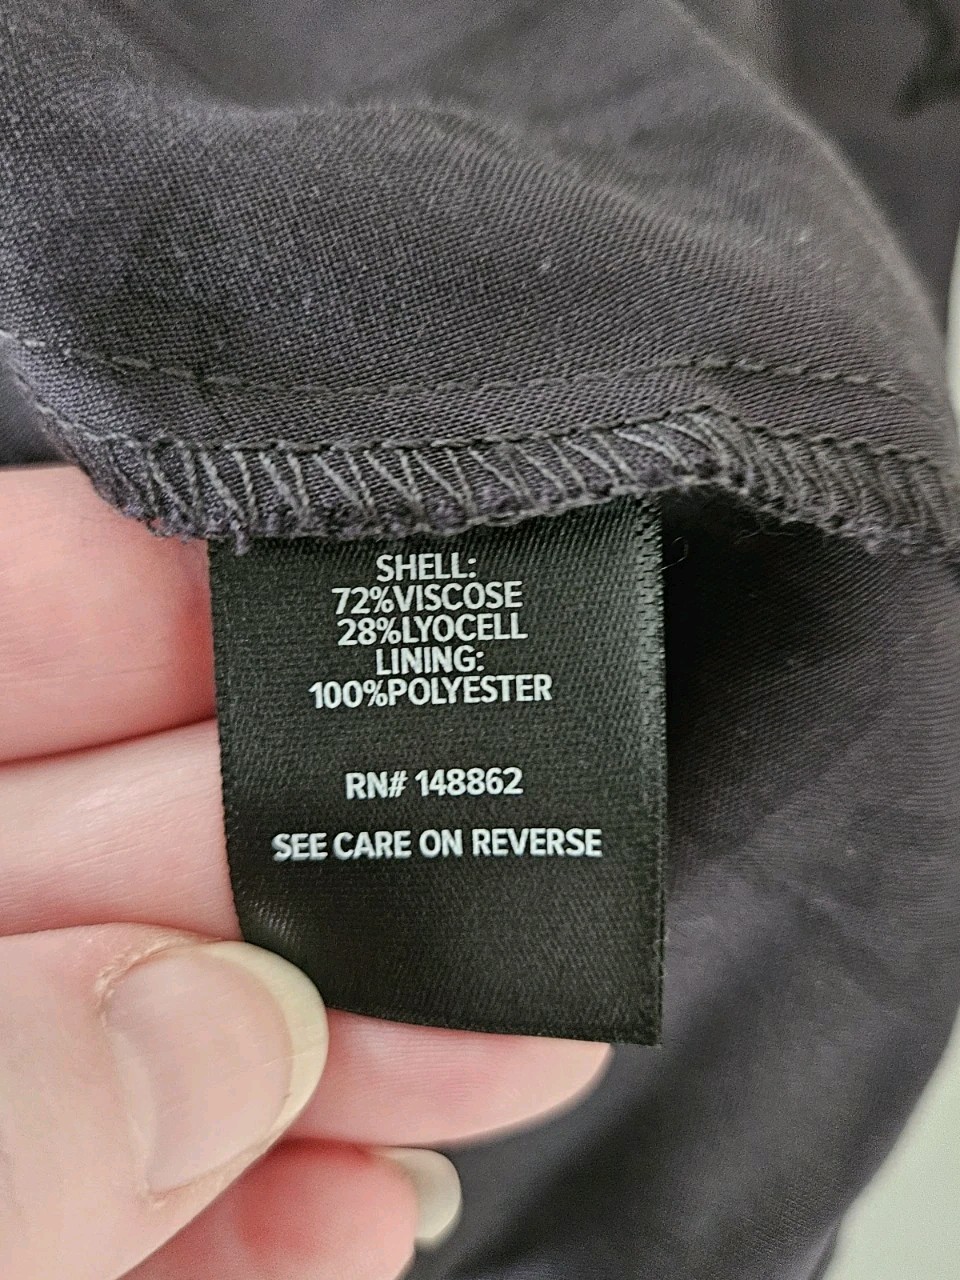 SHELL:
72%VISCOSE
28%LYOCELL
LINING:
100%POLYESTER
RN# 148862
SEE CARE ON REVERSE